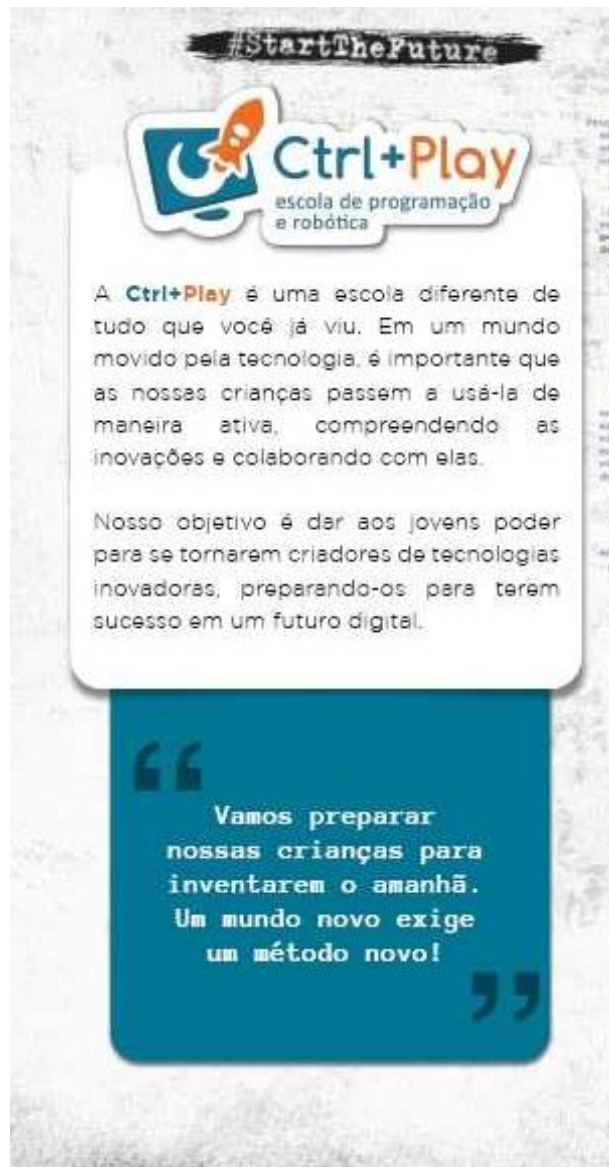 #StartTheFuture
Ctrl+Play
escola de programação
e robótica
A Ctrl+Play é uma escola diferente de
tudo que você já viu. Em um mundo
movido pela tecnologia, é importante que
as nossas crianças passem a usá-la de
maneira ativa, compreendendo as
inovações e colaborando com elas.
Nosso objetivo é dar aos jovens poder
para se tornarem criadores de tecnologias
inovadoras, preparando-os para terem
sucesso em um futuro digital.
Vamos preparar
nossas crianças para
inventarem o amanhã.
Um mundo novo exige
um método novo!